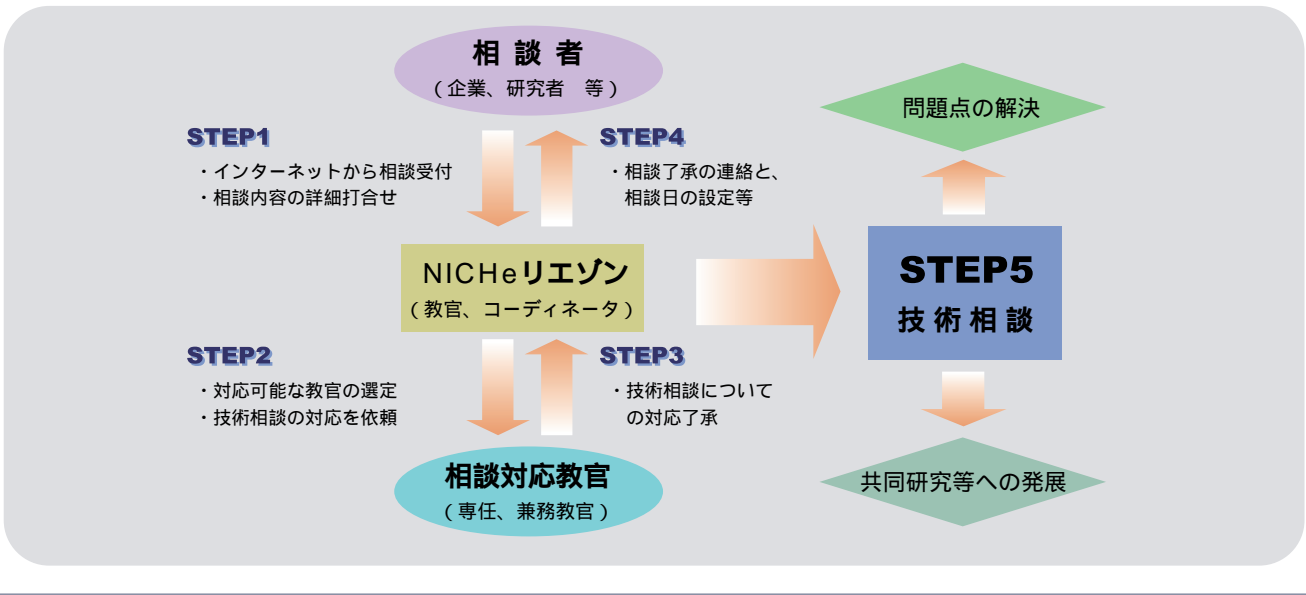 相 談 者
（企業、研究者　等）
STEP1
・インターネットから相談受付
・相談内容の詳細打合せ
STEP4
・相談了承の連絡と、
相談日の設定等
NICHeリエゾン
（教官、コーディネータ）
STEP2
・対応可能な教官の選定
・技術相談の対応を依頼
STEP3
・技術相談について
の対応了承
相談対応教官
（専任、兼務教官）
問題点の解決
STEP5
技 術 相 談
共同研究等への発展